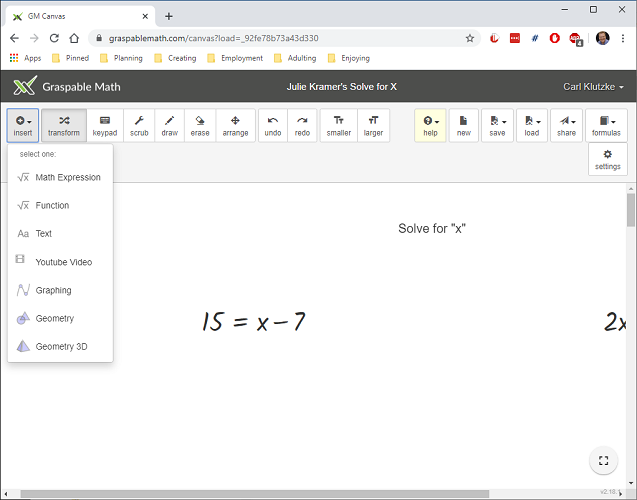 GM Canvas
graspablemath.com/canvas?load=_92fe78b73a43d330
Apps Pinned Planning Creating Employment Adulting Enjoying
Graspable Math Julie Kramer's Solve for X Carl Klutzke
insert transform keypad scrub draw erase arrange undo redo smaller larger help new save load share formulas
settings
select one:
√x Math Expression
√x Function
Aa Text
Youtube Video
Graphing
Geometry
Geometry 3D
Solve for "x"
15 = x − 7 2x